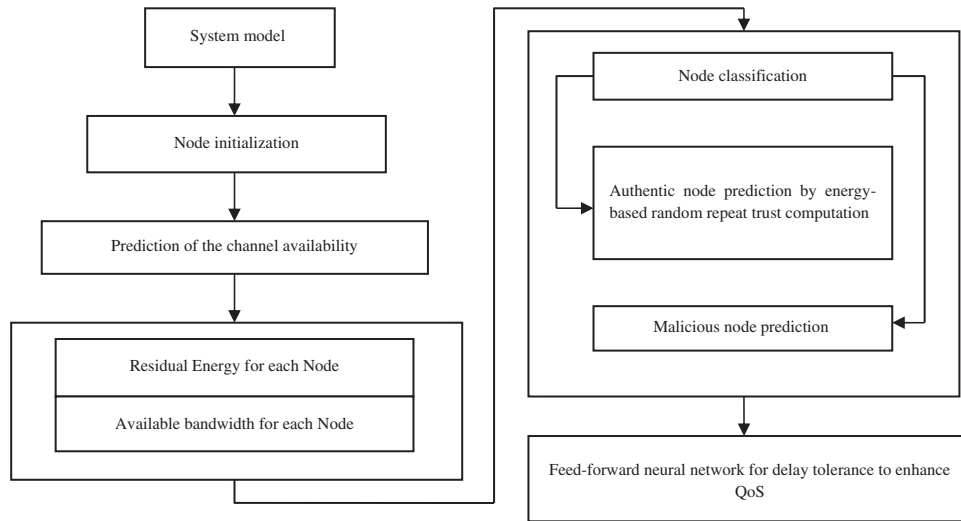 System model
Node initialization
Prediction of the channel availability
Residual Energy for each Node
Available bandwidth for each Node
Node classification
Authentic node prediction by energy-
based random repeat trust computation
Malicious node prediction
Feed-forward neural network for delay tolerance to enhance
QoS